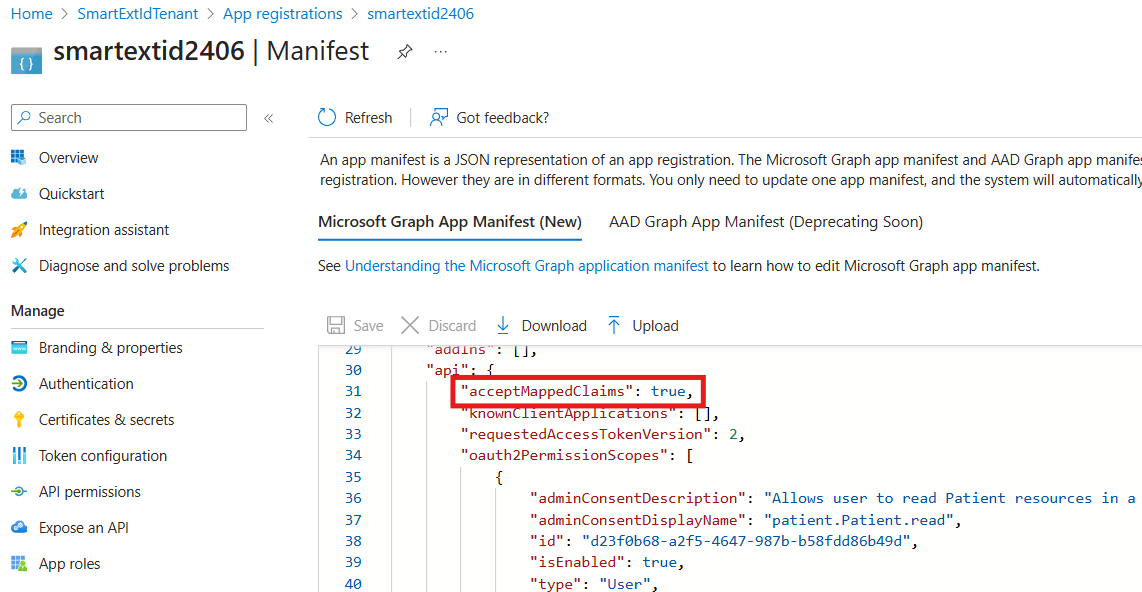 Home > SmartExtIdTenant > App registrations > smartextid2406
smartextid2406 | Manifest
Search
Refresh
Got feedback?
Overview
Quickstart
Integration assistant
Diagnose and solve problems
Manage
Branding & properties
Authentication
Certificates & secrets
Token configuration
API permissions
Expose an API
App roles
An app manifest is a JSON representation of an app registration. The Microsoft Graph app manifest and AAD Graph app manifes
registration. However they are in different formats. You only need to update one app manifest, and the system will automatically
Microsoft Graph App Manifest (New) AAD Graph App Manifest (Deprecating Soon)
See Understanding the Microsoft Graph application manifest to learn how to edit Microsoft Graph app manifest.
Save Discard Download Upload
29 "addIns": [],
30 "api": {
31 "acceptMappedClaims": true,
32 "knownClientApplications": [],
33 "requestedAccessTokenVersion": 2,
34 "oauth2PermissionScopes": [
35 {
36 "adminConsentDescription": "Allows user to read Patient resources in a
37 "adminConsentDisplayName": "patient.Patient.read",
38 "id": "d23f0b68-a2f5-4647-987b-b58fdd86b49d",
39 "isEnabled": true,
40 "type": "User",